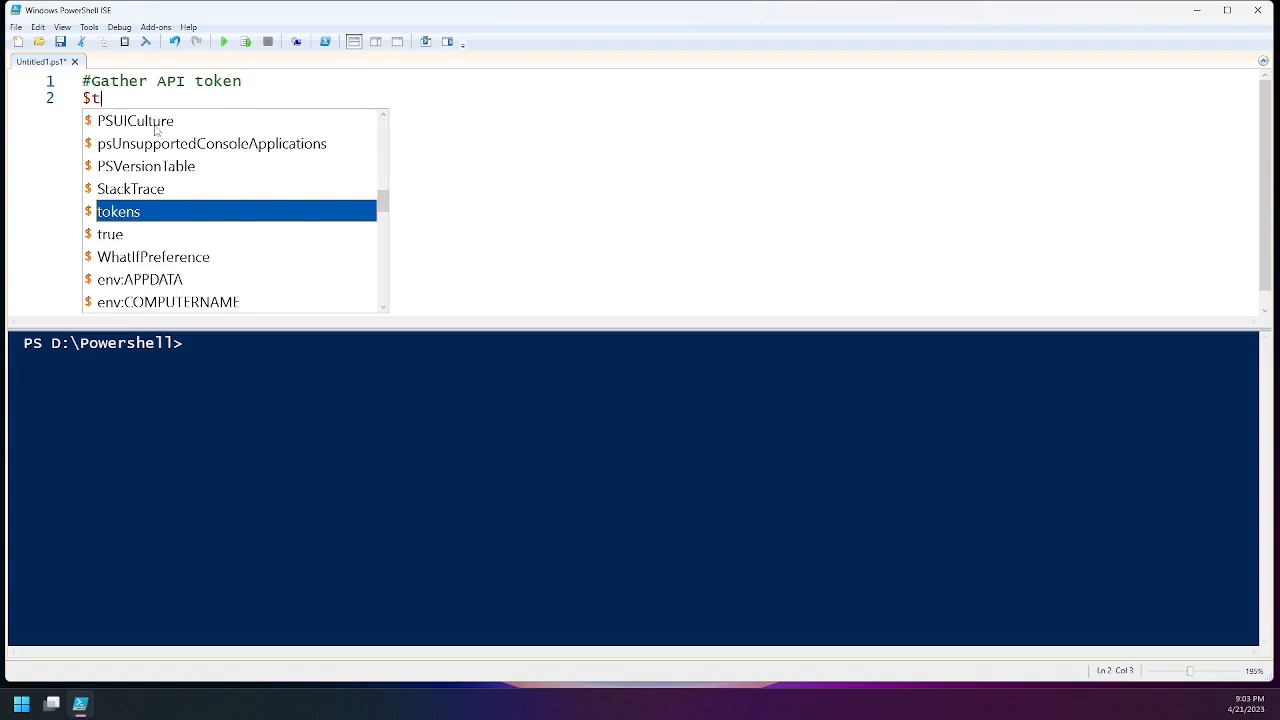 Windows PowerShell ISE
File Edit View Tools Debug Add-ons Help
Untitled1.ps1*
1 #Gather API token
2 $t
$ PSUICulture
$ psUnsupportedConsoleApplications
$ PSVersionTable
$ StackTrace
$ tokens
$ true
$ WhatIfPreference
$ env:APPDATA
$ env:COMPUTERNAME
PS D:\Powershell>
Ln 2 Col 3 195%
9:03 PM
4/21/2023